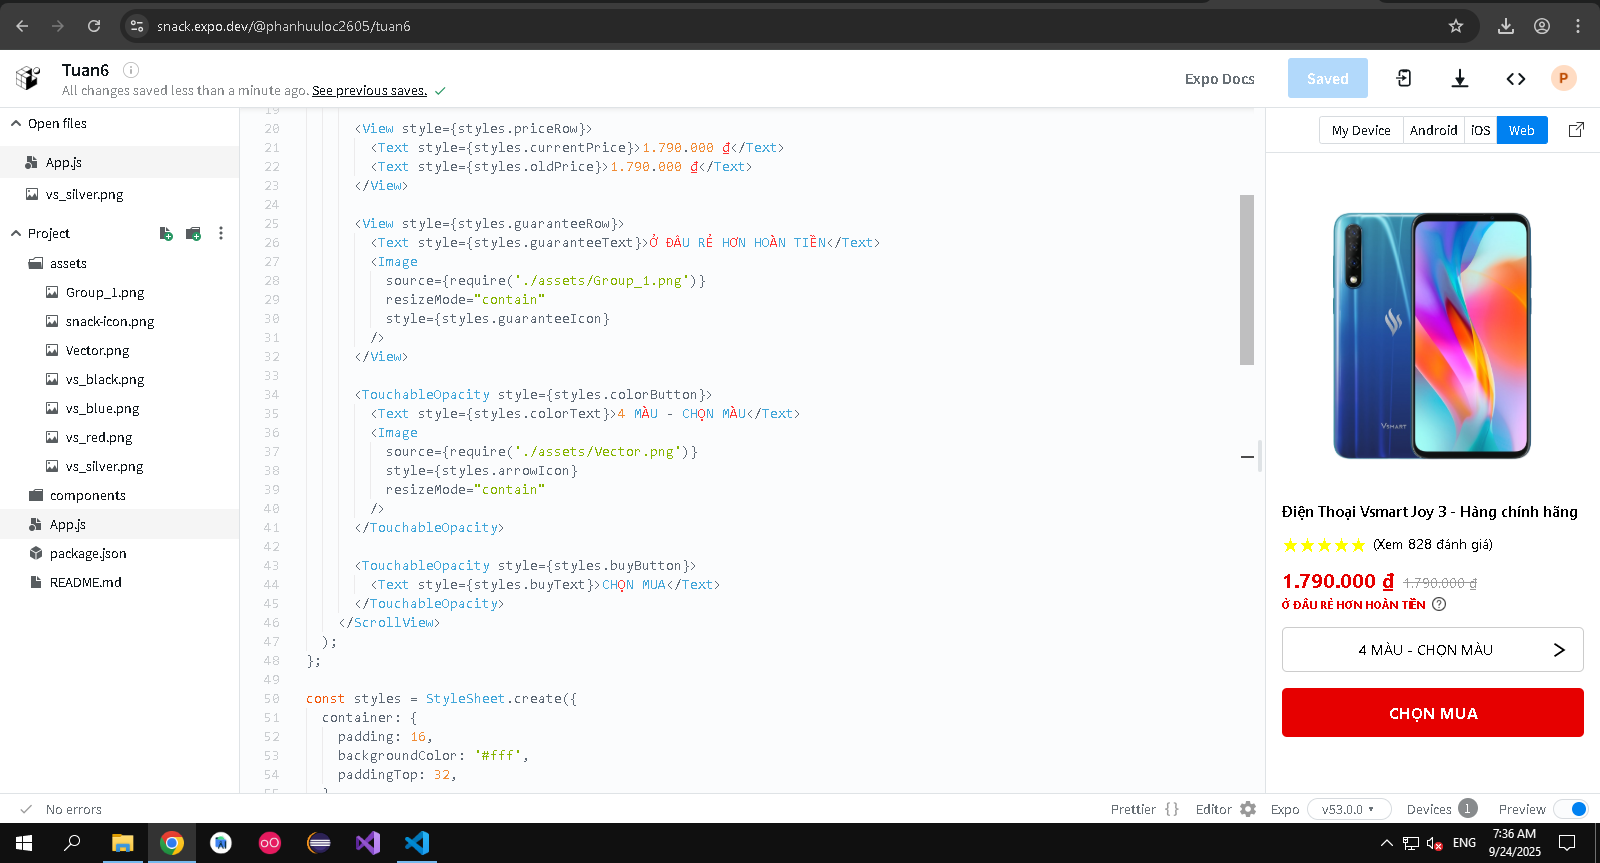 snack.expo.dev/@phanhuuloc2605/tuan6
Tuan6
All changes saved less than a minute ago. See previous saves.
Expo Docs
Saved
P
Open files
App.js
vs_silver.png
Project
assets
Group_1.png
snack-icon.png
Vector.png
vs_black.png
vs_blue.png
vs_red.png
vs_silver.png
components
App.js
package.json
README.md
19
20 <View style={styles.priceRow}>
21 <Text style={styles.currentPrice}>1.790.000 ₫</Text>
22 <Text style={styles.oldPrice}>1.790.000 ₫</Text>
23 </View>
24
25 <View style={styles.guaranteeRow}>
26 <Text style={styles.guaranteeText}>Ở ĐÂU RẺ HƠN HOÀN TIỀN</Text>
27 <Image
28 source={require('./assets/Group_1.png')}
29 resizeMode="contain"
30 style={styles.guaranteeIcon}
31 />
32 </View>
33
34 <TouchableOpacity style={styles.colorButton}>
35 <Text style={styles.colorText}>4 MÀU - CHỌN MÀU</Text>
36 <Image
37 source={require('./assets/Vector.png')}
38 style={styles.arrowIcon}
39 resizeMode="contain"
40 />
41 </TouchableOpacity>
42
43 <TouchableOpacity style={styles.buyButton}>
44 <Text style={styles.buyText}>CHỌN MUA</Text>
45 </TouchableOpacity>
46 </ScrollView>
47 );
48 };
49
50 const styles = StyleSheet.create({
51 container: {
52 padding: 16,
53 backgroundColor: '#fff',
54 paddingTop: 32,
My Device
Android
iOS
Web
VSMART
Điện Thoại Vsmart Joy 3 - Hàng chính hãng
(Xem 828 đánh giá)
1.790.000 ₫ 1.790.000 ₫
Ở ĐÂU RẺ HƠN HOÀN TIỀN
4 MÀU - CHỌN MÀU
CHỌN MUA
No errors
Prettier {}
Editor
Expo
v53.0.0
Devices 1
Preview
ENG
7:36 AM
9/24/2025